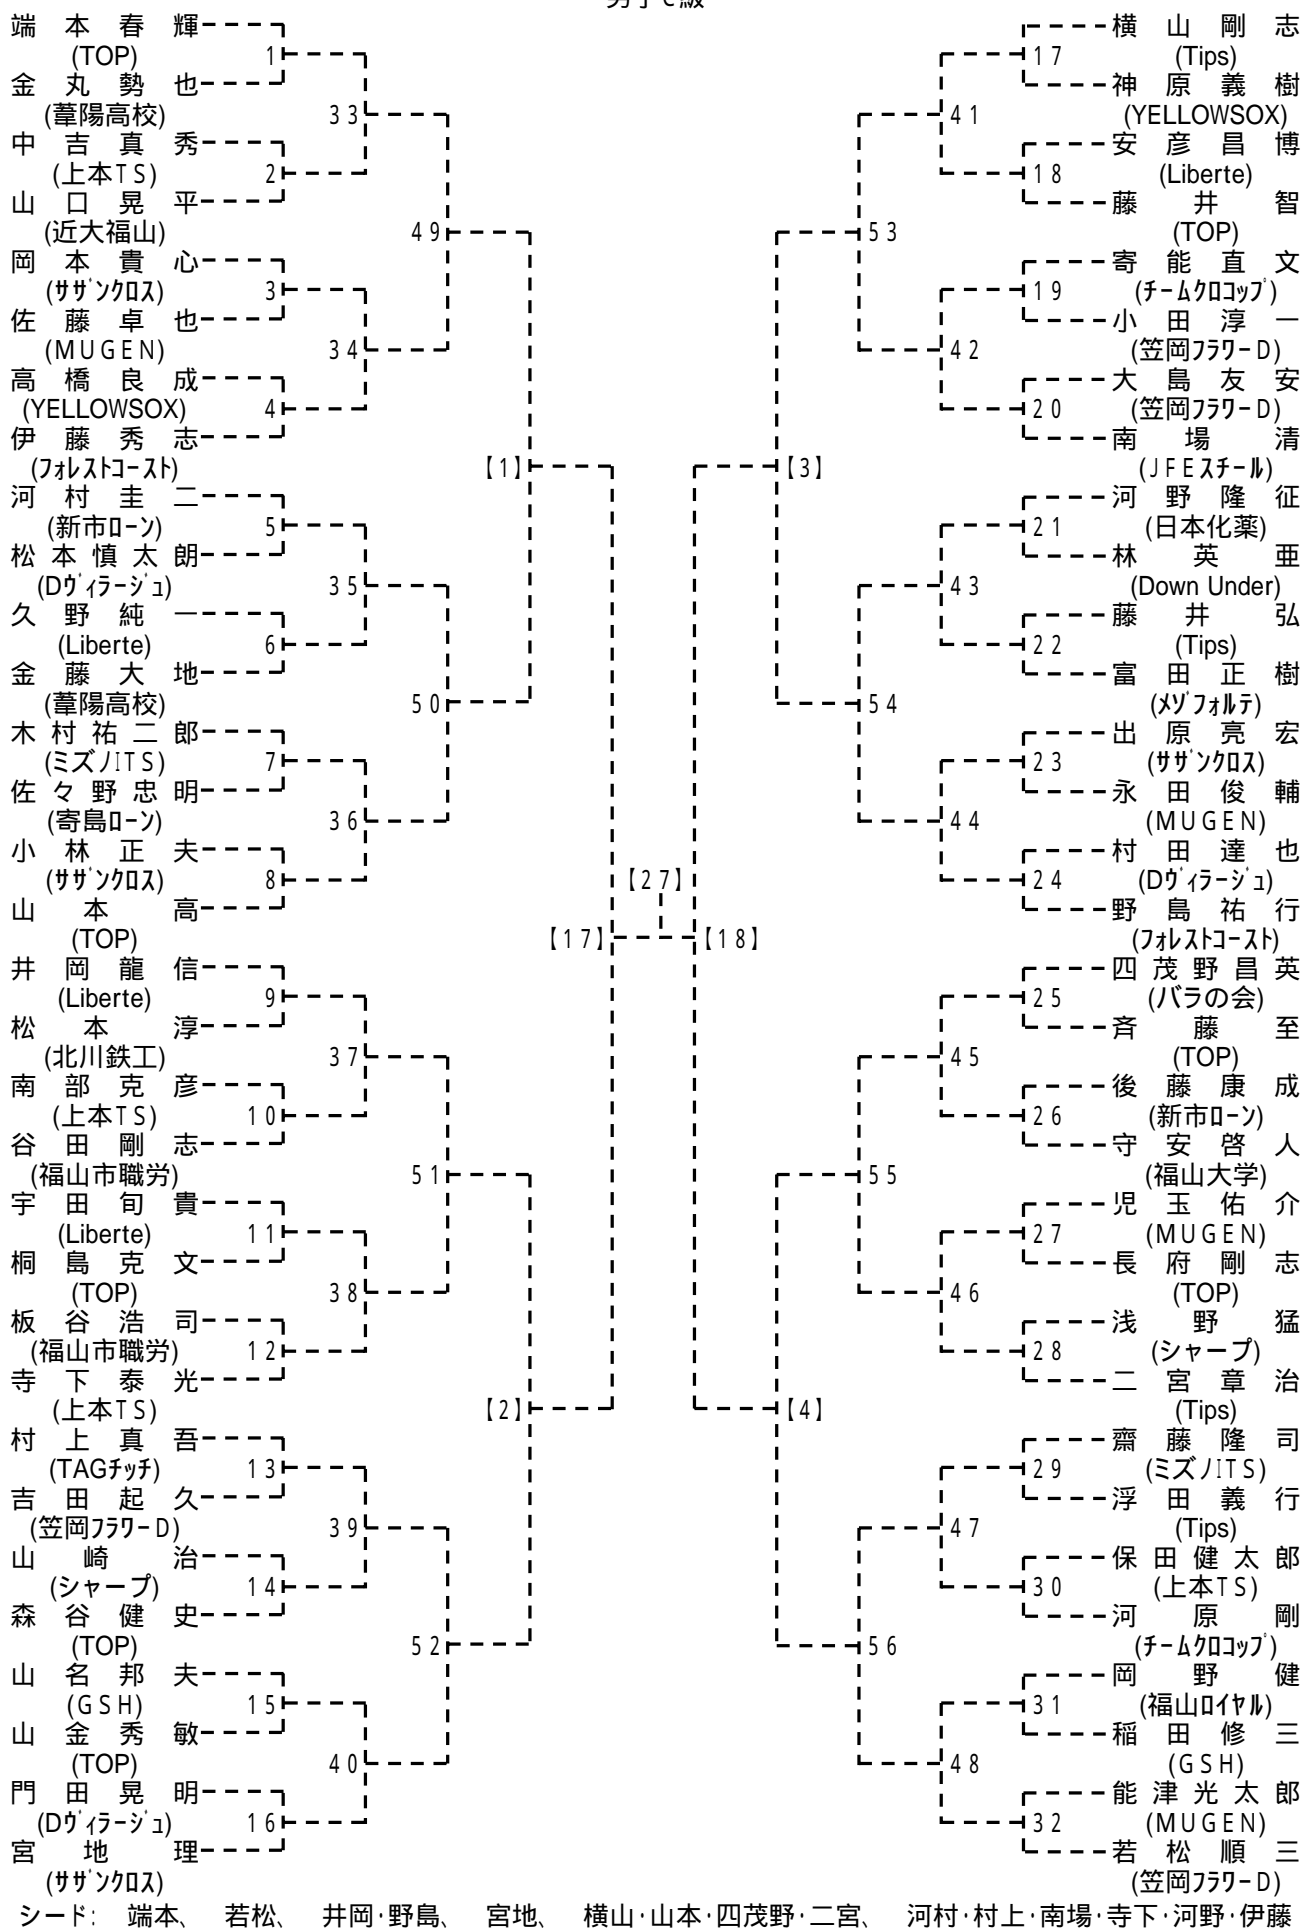 端本春輝
(TOP)
1
金丸勢也
(葦陽高校)
33
中吉真秀
(上本TS)
2
山口晃平
(近大福山)
49
岡本貴心
(ｻｻﾞﾝｸﾛｽ)
3
佐藤卓也
(MUGEN)
34
高橋良成
(YELLOWSOX)
4
伊藤秀志
(ﾌｫﾚｽﾄｺｰｽﾄ)
【1】
河村圭二
(新市ﾛｰﾝ)
5
松本慎太朗
(Dｳﾞｨﾗｰｼﾞｭ)
35
久野純一
(Liberte)
6
金藤大地
(葦陽高校)
50
木村祐二郎
(ミズノITS)
7
佐々野忠明
(寄島ﾛｰﾝ)
36
小林正夫
(ｻｻﾞﾝｸﾛｽ)
8
山本高
(TOP)
【27】
【17】
【18】
井岡龍信
(Liberte)
9
松本淳
(北川鉄工)
37
南部克彦
(上本TS)
10
谷田剛志
(福山市職労)
51
宇田旬貴
(Liberte)
11
桐島克文
(TOP)
38
板谷浩司
(福山市職労)
12
寺下泰光
(上本TS)
【2】
村上真吾
(TAGﾁｯﾁ)
13
吉田起久
(笠岡ﾌﾗﾜｰD)
39
山崎治
(シャープ)
14
森谷健史
(TOP)
52
山名邦夫
(GSH)
15
山金秀敏
(TOP)
40
門田晃明
(Dｳﾞｨﾗｰｼﾞｭ)
16
宮地理
(ｻｻﾞﾝｸﾛｽ)
横山剛志
17
(Tips)
神原義樹
41
(YELLOWSOX)
安彦昌博
18
(Liberte)
藤井智
53
(TOP)
寄能直文
19
(ﾁｰﾑｸﾛｺｯﾌﾟ)
小田淳一
42
(笠岡ﾌﾗﾜｰD)
大島友安
20
(笠岡ﾌﾗﾜｰD)
南場清
【3】
(JFEｽﾁｰﾙ)
河野隆征
21
(日本化薬)
林英亜
43
(Down Under)
藤井弘
22
(Tips)
富田正樹
54
(ﾒｿﾞﾌｫﾙﾃ)
出原亮宏
23
(ｻｻﾞﾝｸﾛｽ)
永田俊輔
44
(MUGEN)
村田達也
24
(Dｳﾞｨﾗｰｼﾞｭ)
野島祐行
(ﾌｫﾚｽﾄｺｰｽﾄ)
四茂野昌英
25
(バラの会)
斉藤至
45
(TOP)
後藤康成
26
(新市ﾛｰﾝ)
守安啓人
55
(福山大学)
児玉佑介
27
(MUGEN)
長府剛志
46
(TOP)
浅野猛
28
(シャープ)
二宮章治
【4】
(Tips)
齋藤隆司
29
(ミズノITS)
浮田義行
47
(Tips)
保田健太郎
30
(上本TS)
河原剛
56
(ﾁｰﾑｸﾛｺｯﾌﾟ)
岡野健
31
(福山ﾛｲﾔﾙ)
稲田修三
48
(GSH)
能津光太郎
32
(MUGEN)
若松順三
(笠岡ﾌﾗﾜｰD)
シード:　端本、　若松、　井岡・野島、　宮地、　横山・山本・四茂野・二宮、　河村・村上・南場・寺下・河野・伊藤